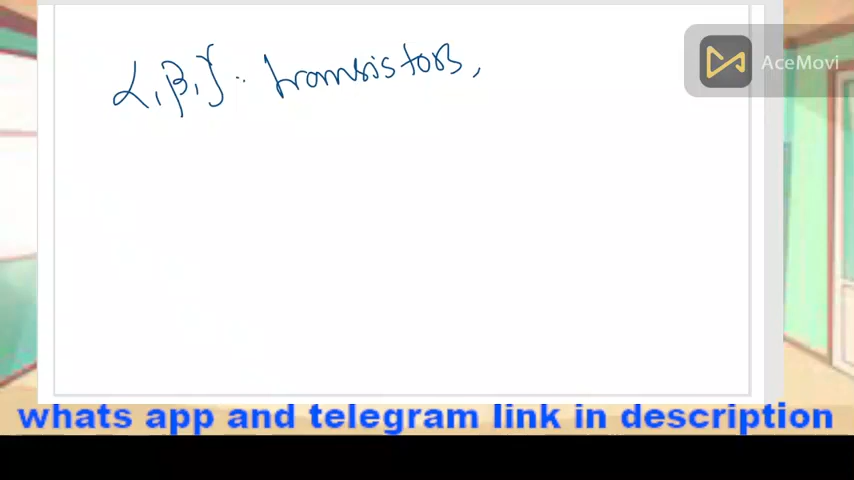 α, β, γ: transistors,
AceMovi
whats app and telegram link in description